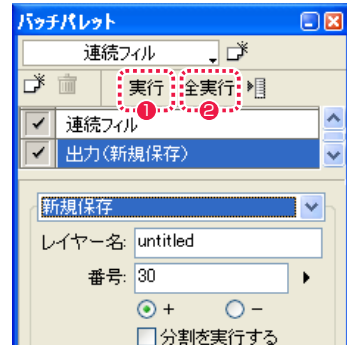 バッチパレット
連続フィル
実行 全実行
1 2
連続フィル
出力(新規保存)
新規保存
レイヤー名: untitled
番号: 30
+ -
分割を実行する